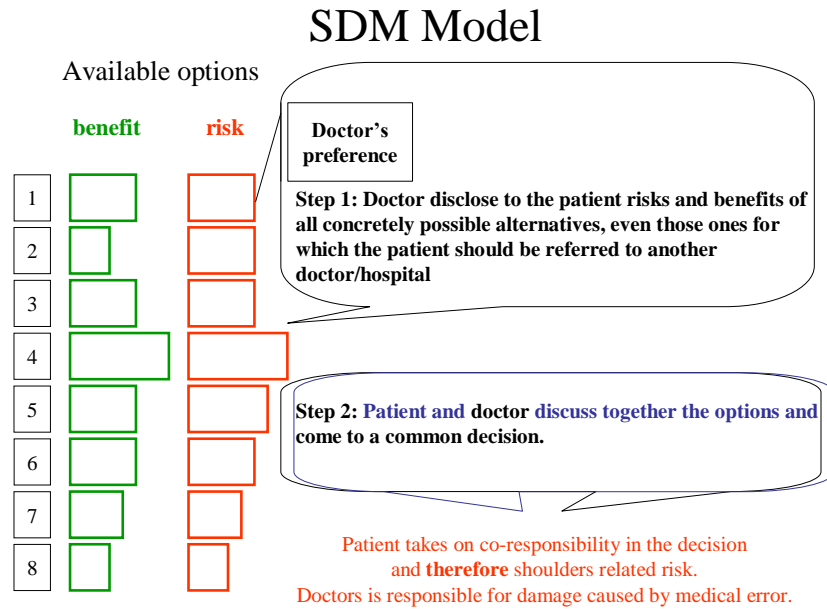 SDM Model
Available options
benefit
risk
1
2
3
4
5
6
7
8
Doctor's
preference
Step 1: Doctor disclose to the patient risks and benefits of
all concretely possible alternatives, even those ones for
which the patient should be referred to another
doctor/hospital
Step 2: Patient and doctor discuss together the options and
come to a common decision.
Patient takes on co-responsibility in the decision
and therefore shoulders related risk.
Doctors is responsible for damage caused by medical error.